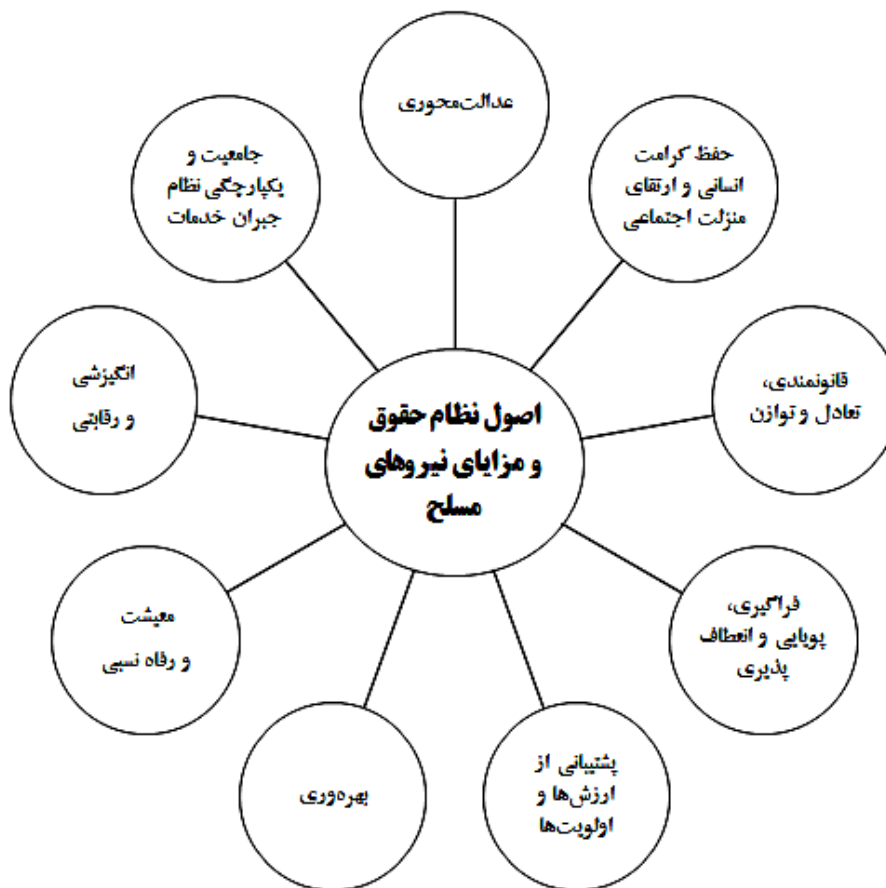 عدالت‌محوری
حفظ کرامت
انسانی و ارتقای
منزلت اجتماعی
قانونمندی،
تعادل و توازن
فراگیری،
پویایی و انعطاف
پذیری
پشتیبانی از
ارزش‌ها و
اولویت‌ها
بهره‌وری
معیشت
و رفاه نسبی
انگیزشی
و رقابتی
جامعیت و
یکپارچگی نظام
جبران خدمات
اصول نظام حقوق
و مزایای نیروهای
مسلح